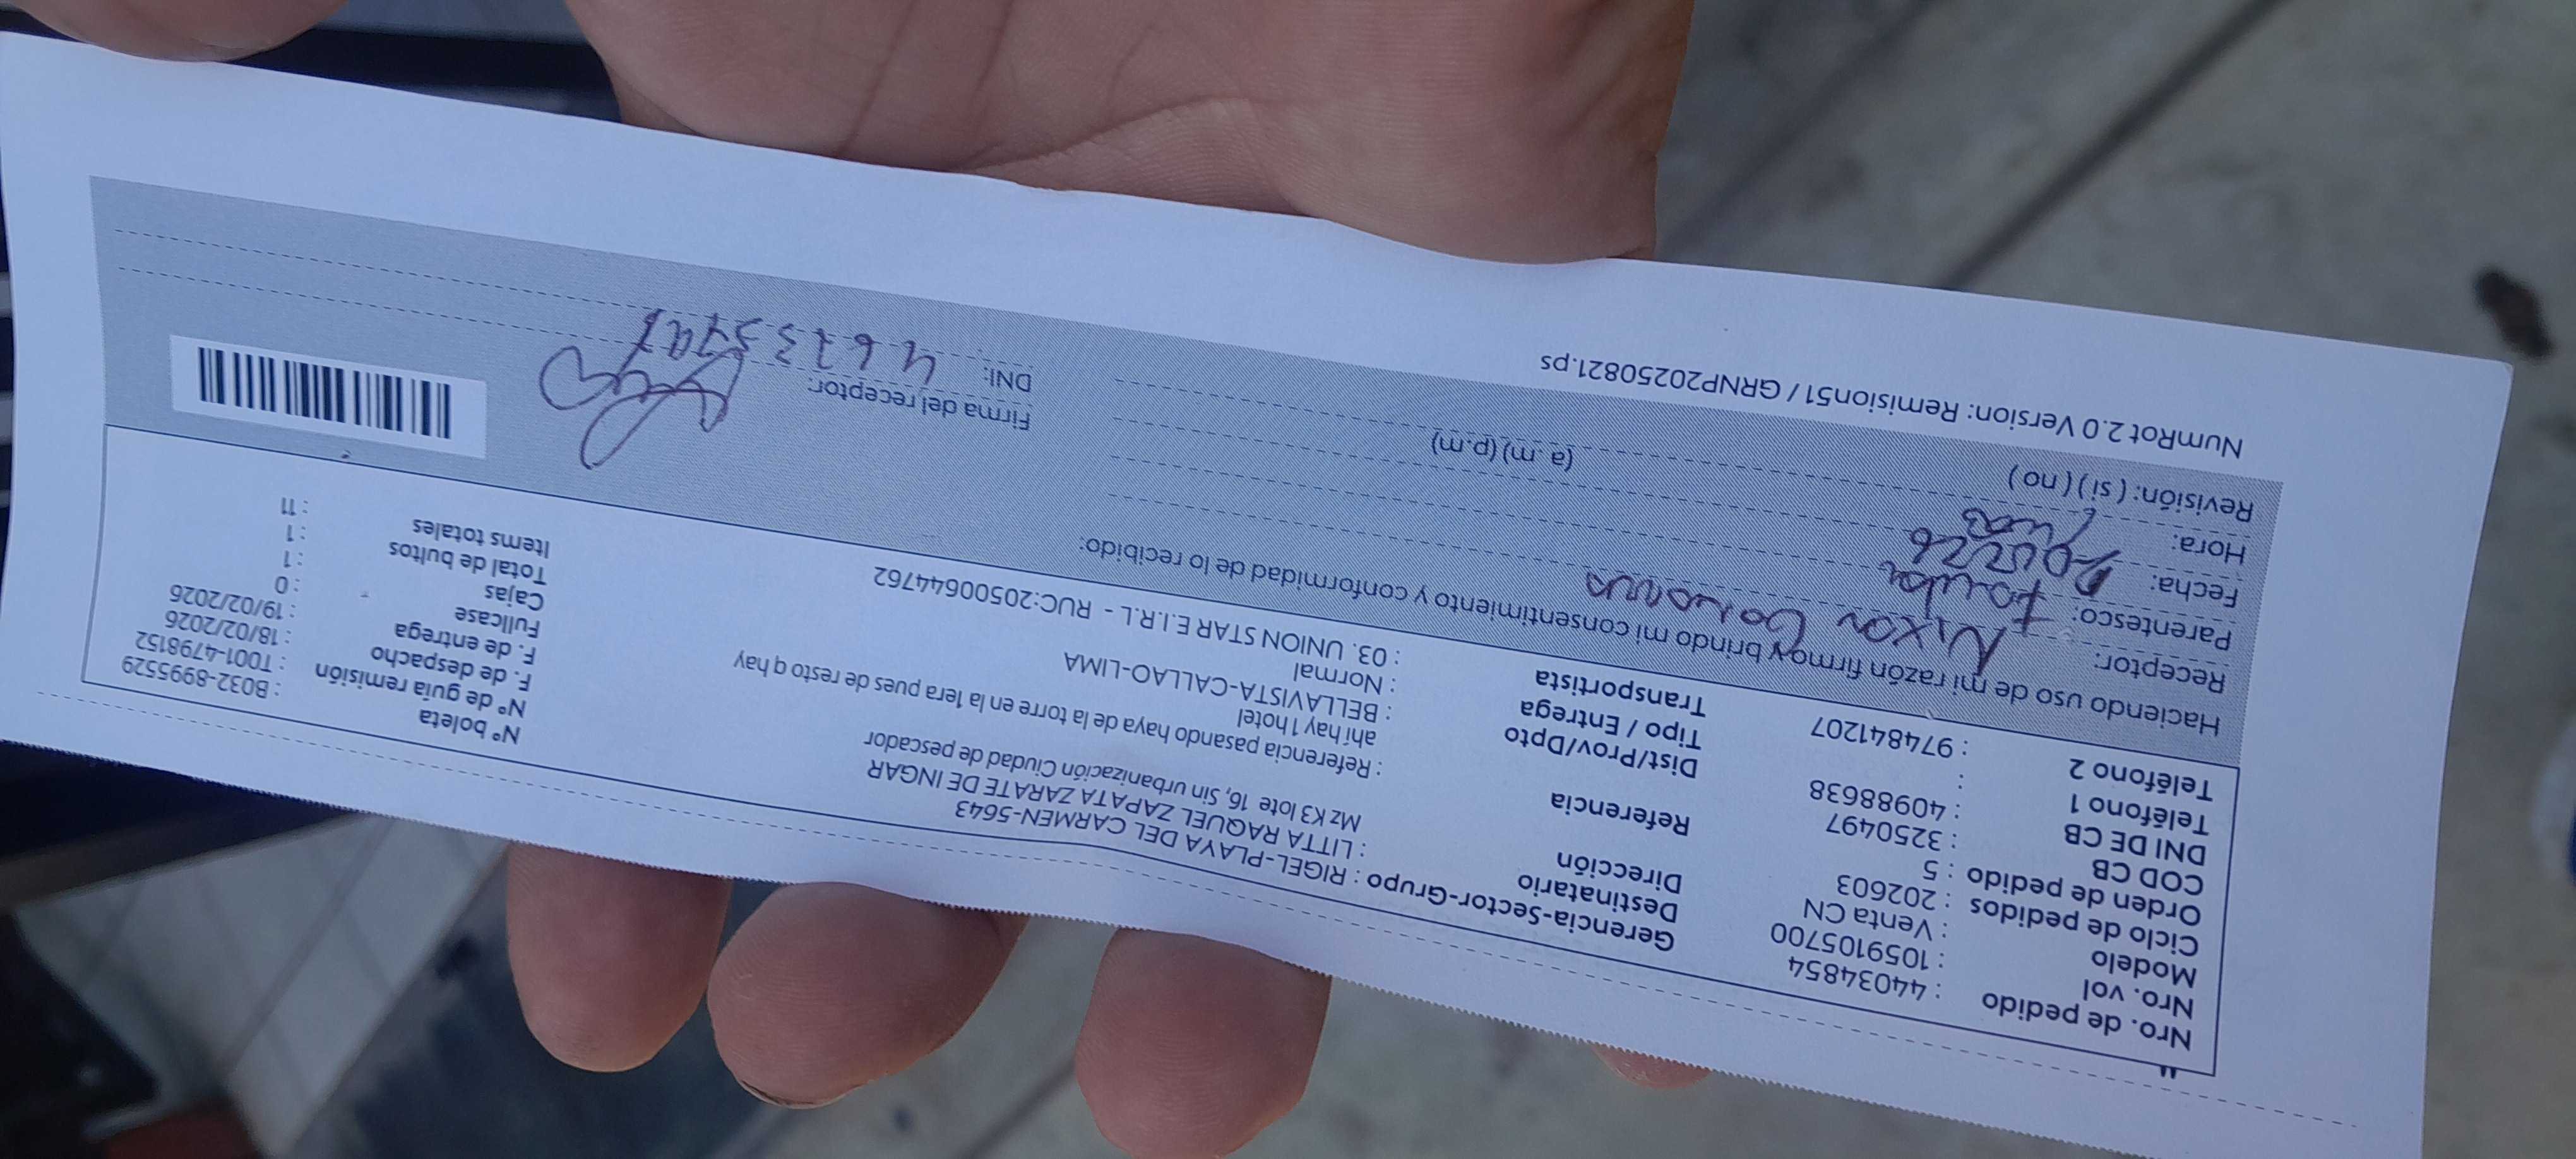 Nro. de pedido : 44034854
Nro. vol : 1059105700
Modelo : Venta CN
Ciclo de pedidos : 202603
Orden de pedido : 5
COD CB : 3250497
DNI DE CB : 40988638
Teléfono 1 :
Teléfono 2 : 974841207
Gerencia-Sector-Grupo : RIGEL-PLAYA DEL CARMEN-5643
Destinatario : LITTA RAQUEL ZAPATA ZARATE DE INGAR
Dirección Mz K3 lote 16, Sin urbanización Ciudad de pescador
Referencia : Referencia pasando haya de la torre en la 1era pues de resto q hay
ahí hay 1 hotel
Dist/Prov/Dpto : BELLAVISTA-CALLAO-LIMA
Tipo / Entrega : Normal
Transportista : 03. UNION STAR E.I.R.L - RUC:20500644762
N° boleta : B032-8995529
N° de guía remisión : T001-4798152
F. de despacho : 18/02/2026
F. de entrega : 19/02/2026
Fullcase : 0
Cajas : 1
Total de bultos : 1
Items totales : 11
Haciendo uso de mi razón firmo y brindo mi consentimiento y conformidad de lo recibido:
Receptor: Nixon
Parentesco:
Fecha:
Hora: (a.m) (p.m)
Revisión: ( si ) ( no )
Firma del receptor:
DNI:
NumRot 2.0 Version: Remision51 / GRNP20250821.ps